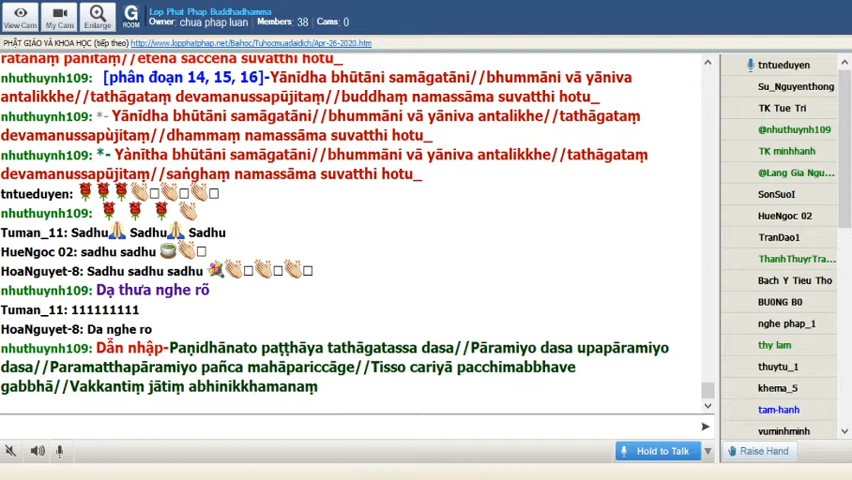 View Cam
My Cam
Enlarge
G
ROOM
Lop Phat Phap Buddhadhamma
Owner: chua phap luan Members: 38 Cams: 0
PHẬT GIÁO VÀ KHOA HỌC (tiếp theo) http://www.lopphatphap.net/Baihoc/Tuhocmuadaidich/Apr-26-2020.htm
ratanaṃ paṇītaṃ//etena saccena suvatthi hotu_
nhuthuynh109: [phân đoạn 14, 15, 16]-Yānīdha bhūtāni samāgatāni//bhummāni vā yāniva
antalikkhe//tathāgataṃ devamanussapūjitaṃ//buddhaṃ namassāma suvatthi hotu_
*- Yānīdha bhūtāni samāgatāni//bhummāni vā yāniva antalikkhe//tathāgataṃ
devamanussapùjitaṃ//dhammaṃ namassāma suvatthi hotu_
*- Yànītha bhūtāni samāgatāni//bhummāni vā yāniva antalikkhe//tathāgataṃ
devamanussapūjitaṃ//saṅghaṃ namassāma suvatthi hotu_
tntueduyen:
nhuthuynh109:
Tuman_11: Sadhu Sadhu Sadhu
HueNgoc 02: sadhu sadhu
HoaNguyet-8: Sadhu sadhu sadhu
nhuthuynh109: Dạ thưa nghe rõ
Tuman_11: 111111111
HoaNguyet-8: Da nghe ro
nhuthuynh109: Dẫn nhập-Paṇidhānato paṭṭhāya tathāgatassa dasa//Pāramiyo dasa upapāramiyo
dasa//Paramatthapāramiyo pañca mahāpariccāge//Tisso cariyā pacchimabbhave
gabbhā//Vakkantiṃ jātiṃ abhinikkhamanaṃ
Hold to Talk
tntueduyen
Su_Nguyenthong
TK Tue Tri
@nhuthuynh109
TK minhhanh
@Lang Gia Ngu...
SonSuoI
HueNgoc 02
TranDao1
ThanhThuyrTra...
Bach Y Tieu Tho
BU0NG B0
nghe phap_1
thy lam
thuytu_1
khema_5
tam-hanh
vuminhminh
Raise Hand